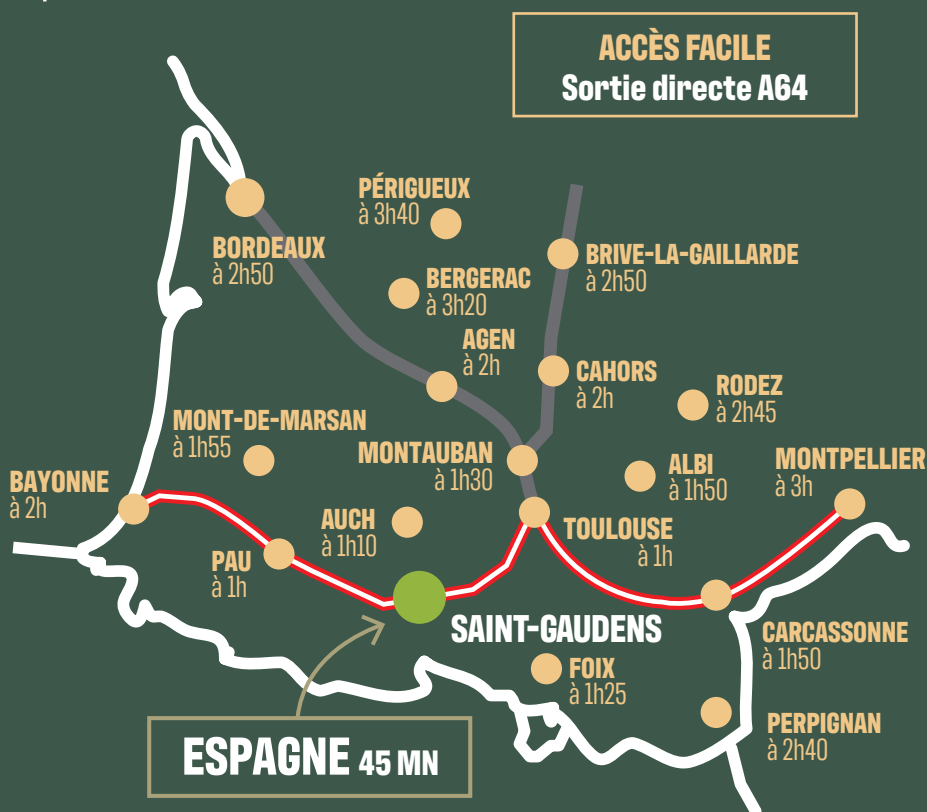 ACCÈS FACILE
Sortie directe A64
PÉRIGUEUX
à 3h40
BORDEAUX
à 2h50
BRIVE-LA-GAILLARDE
à 2h50
BERGERAC
à 3h20
AGEN
à 2h
CAHORS
à 2h
RODEZ
à 2h45
MONT-DE-MARSAN
à 1h55
MONTAUBAN
à 1h30
ALBI
à 1h50
MONTPELLIER
à 3h
BAYONNE
à 2h
AUCH
à 1h10
TOULOUSE
à 1h
PAU
à 1h
SAINT-GAUDENS
CARCASSONNE
à 1h50
FOIX
à 1h25
PERPIGNAN
à 2h40
ESPAGNE 45 MN